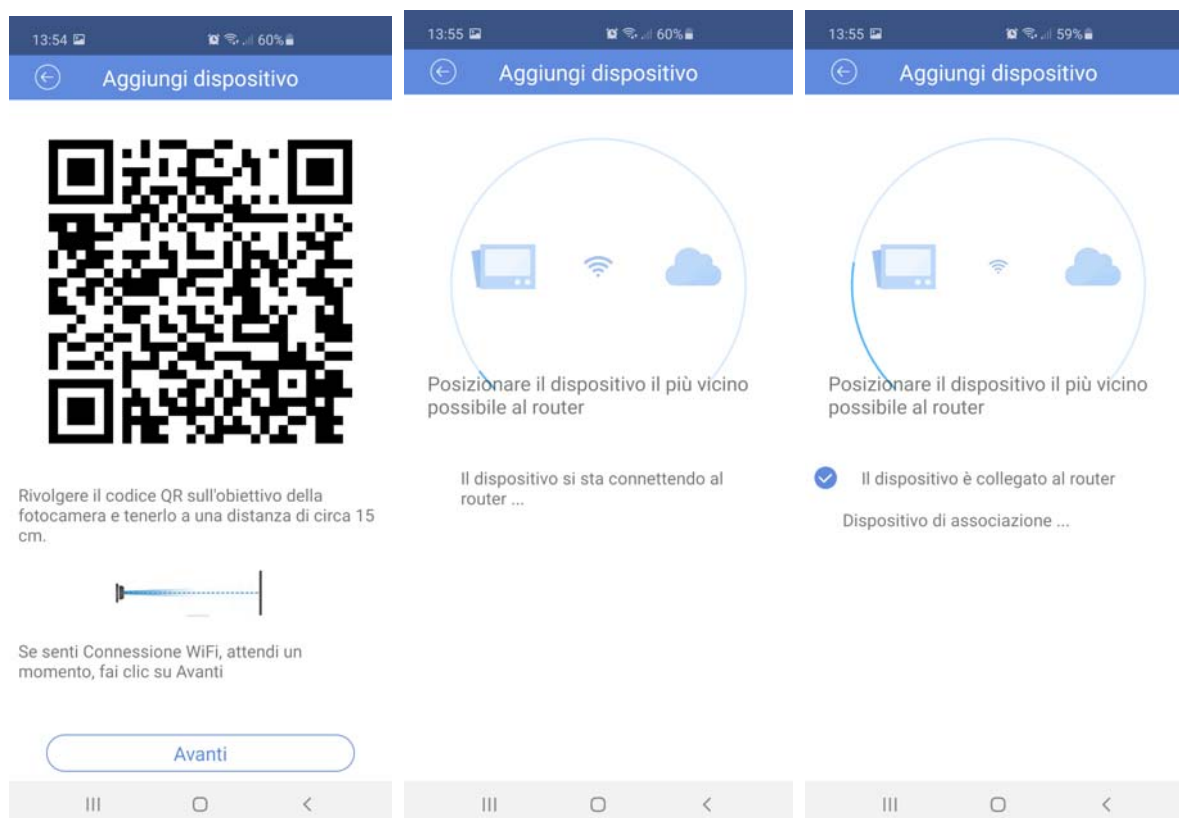 13:54 60%
Aggiungi dispositivo
Rivolgere il codice QR sull'obiettivo della
fotocamera e tenerlo a una distanza di circa 15
cm.
Se senti Connessione WiFi, attendi un
momento, fai clic su Avanti
Avanti
13:55 60%
Aggiungi dispositivo
Posizionare il dispositivo il più vicino
possibile al router
Il dispositivo si sta connettendo al
router ...
13:55 59%
Aggiungi dispositivo
Posizionare il dispositivo il più vicino
possibile al router
Il dispositivo è collegato al router
Dispositivo di associazione ...